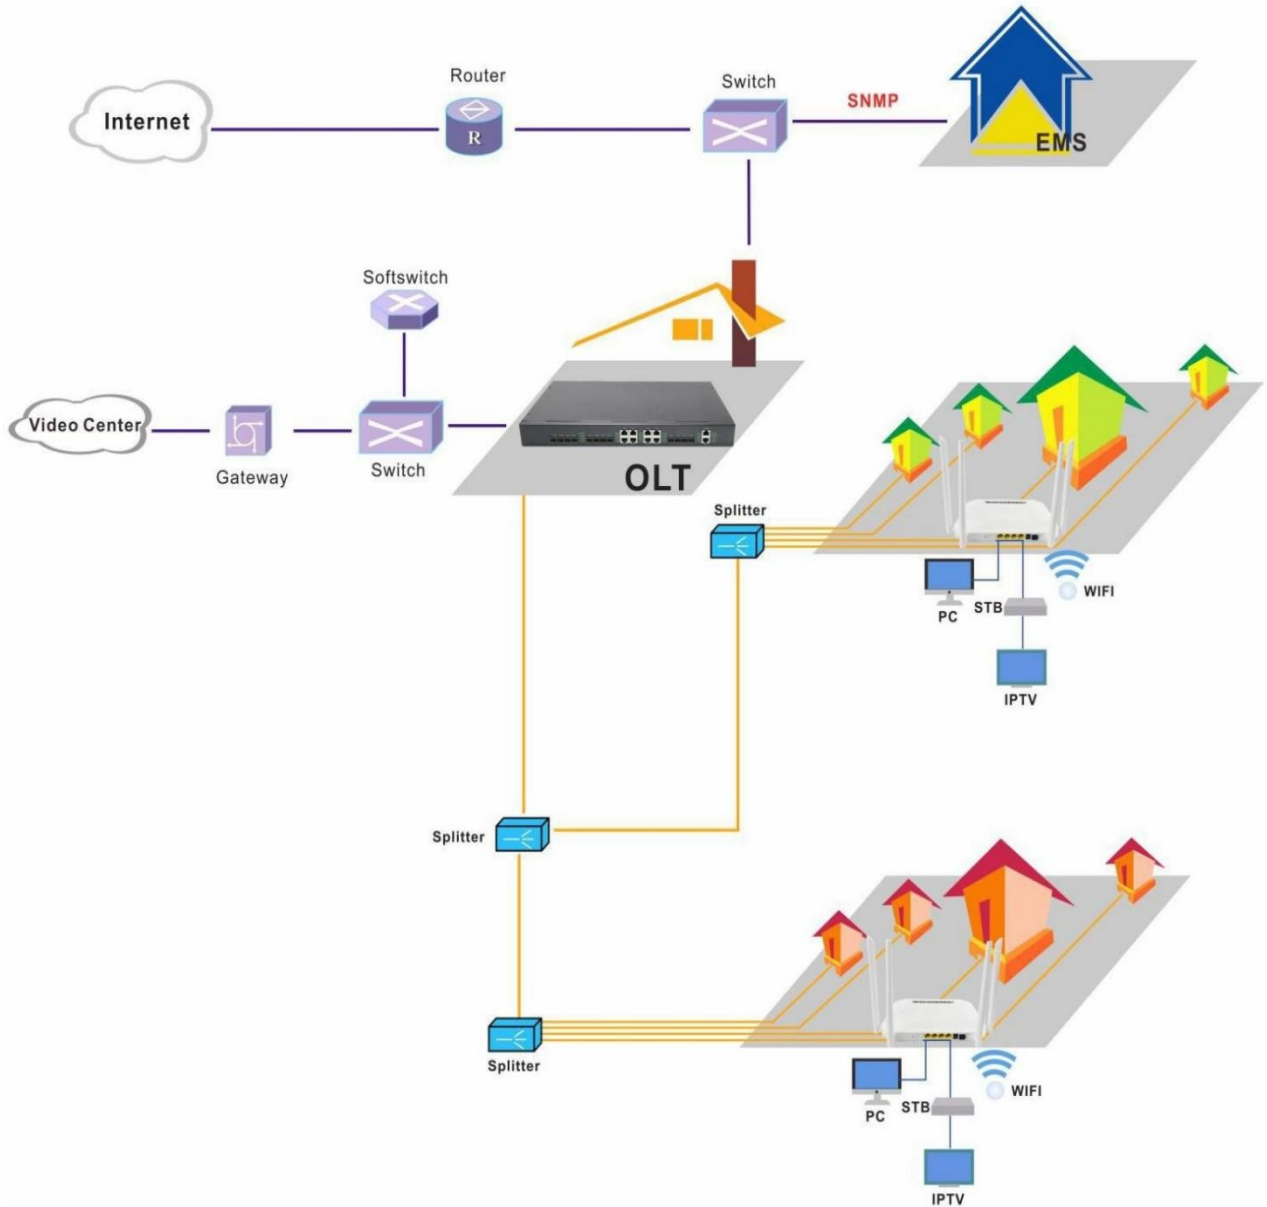 Router
Switch
Internet
R
SNMP
EMS
Softswitch
Video Center
Gateway
Switch
OLT
Splitter
PC
STB
WIFI
IPTV
Splitter
Splitter
PC
STB
WIFI
IPTV